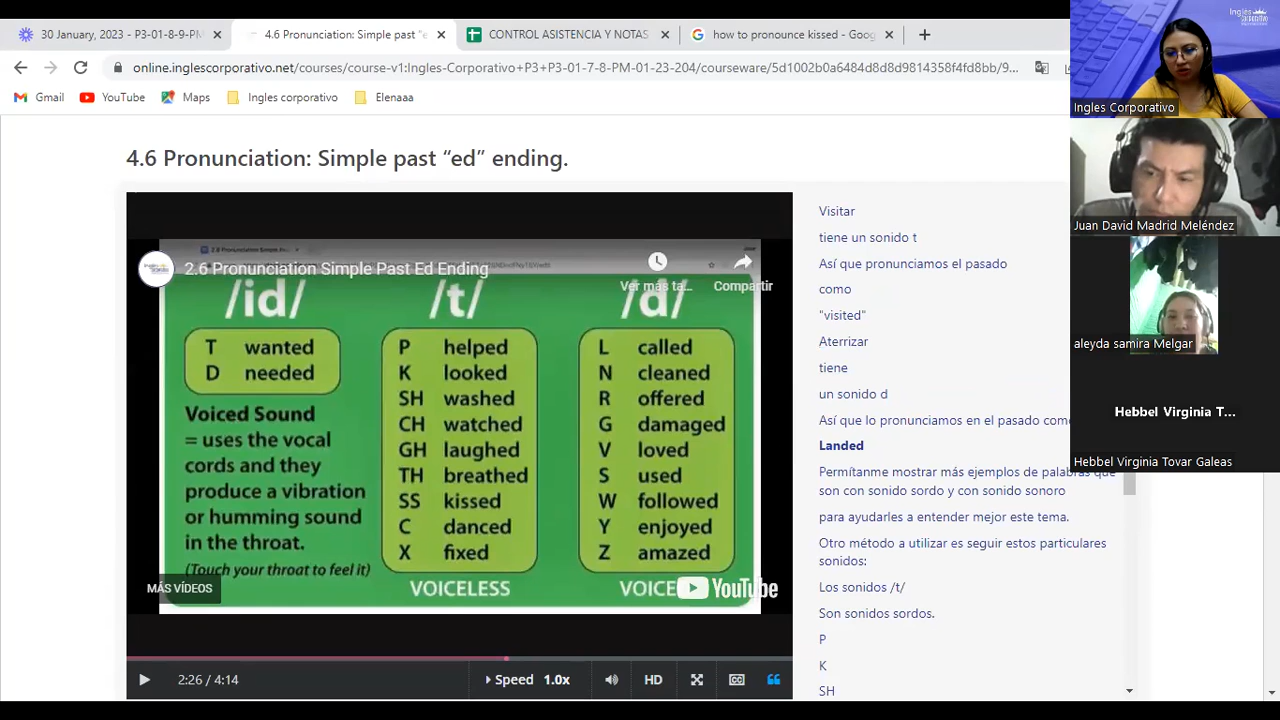 30 January, 2023 - P3-01-8-9-PM
4.6 Pronunciation: Simple past "e
CONTROL ASISTENCIA Y NOTAS
how to pronounce kissed - Goog
online.inglescorporativo.net/courses/course-v1:Ingles-Corporativo+P3+P3-01-7-8-PM-01-23-204/courseware/5d1002b0a6484d8d8d9814358f4fd8bb/9...
Gmail
YouTube
Maps
Ingles corporativo
Elenaaa
4.6 Pronunciation: Simple past “ed” ending.
2.6 Pronunciation Simple Past Ed Ending
Ver más ta...
Compartir
/id/
/t/
/d/
T wanted
D needed
Voiced Sound
= uses the vocal
cords and they
produce a vibration
or humming sound
in the throat.
(Touch your throat to feel it)
P helped
K looked
SH washed
CH watched
GH laughed
TH breathed
SS kissed
C danced
X fixed
VOICELESS
L called
N cleaned
R offered
G damaged
V loved
S used
W followed
Y enjoyed
Z amazed
VOICE
YouTube
MÁS VÍDEOS
2:26 / 4:14
Speed 1.0x
HD
Visitar
tiene un sonido t
Así que pronunciamos el pasado
como
"visited"
Aterrizar
tiene
un sonido d
Así que lo pronunciamos en el pasado como
Landed
Permítanme mostrar más ejemplos de palabras que
son con sonido sordo y con sonido sonoro
para ayudarles a entender mejor este tema.
Otro método a utilizar es seguir estos particulares
sonidos:
Los sonidos /t/
Son sonidos sordos.
P
K
SH
Ingles Corporativo
Juan David Madrid Meléndez
aleyda samira Melgar
Hebbel Virginia T...
Hebbel Virginia Tovar Galeas